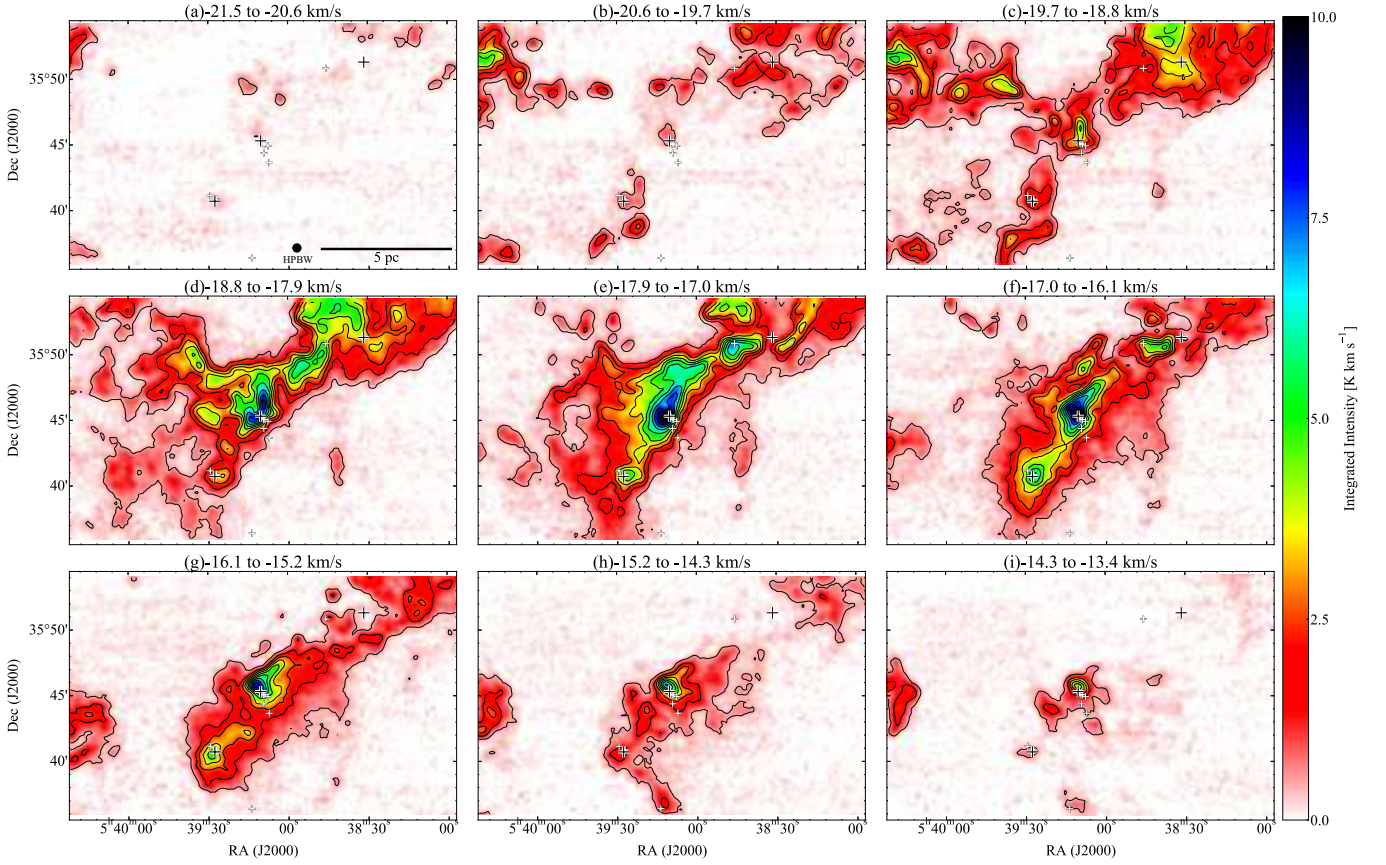 (a)-21.5 to -20.6 km/s
(b)-20.6 to -19.7 km/s
(c)-19.7 to -18.8 km/s
10.0
35°50'
45'
40'
Dec (J2000)
HPBW
5 pc
7.5
(d)-18.8 to -17.9 km/s
(e)-17.9 to -17.0 km/s
(f)-17.0 to -16.1 km/s
35°50'
45'
40'
Dec (J2000)
5.0
Integrated Intensity [K km s⁻¹]
(g)-16.1 to -15.2 km/s
(h)-15.2 to -14.3 km/s
(i)-14.3 to -13.4 km/s
2.5
35°50'
45'
40'
Dec (J2000)
0.0
5ʰ40ᵐ00ˢ 39ᵐ30ˢ 00ˢ 38ᵐ30ˢ 00ˢ
5ʰ40ᵐ00ˢ 39ᵐ30ˢ 00ˢ 38ᵐ30ˢ 00ˢ
5ʰ40ᵐ00ˢ 39ᵐ30ˢ 00ˢ 38ᵐ30ˢ 00ˢ
RA (J2000)
RA (J2000)
RA (J2000)